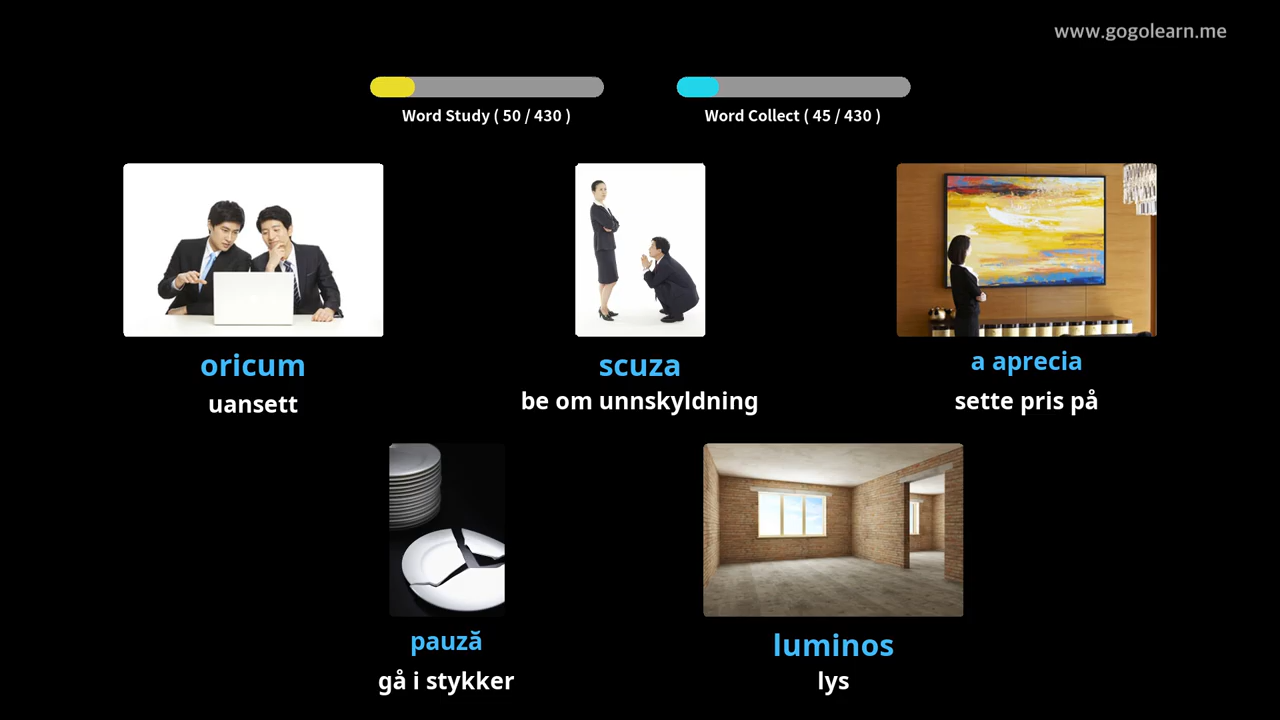 www.gogolearn.me
Word Study ( 50 / 430 )
Word Collect ( 45 / 430 )
oricum
uansett
scuza
be om unnskyldning
a aprecia
sette pris på
pauză
gå i stykker
luminos
lys